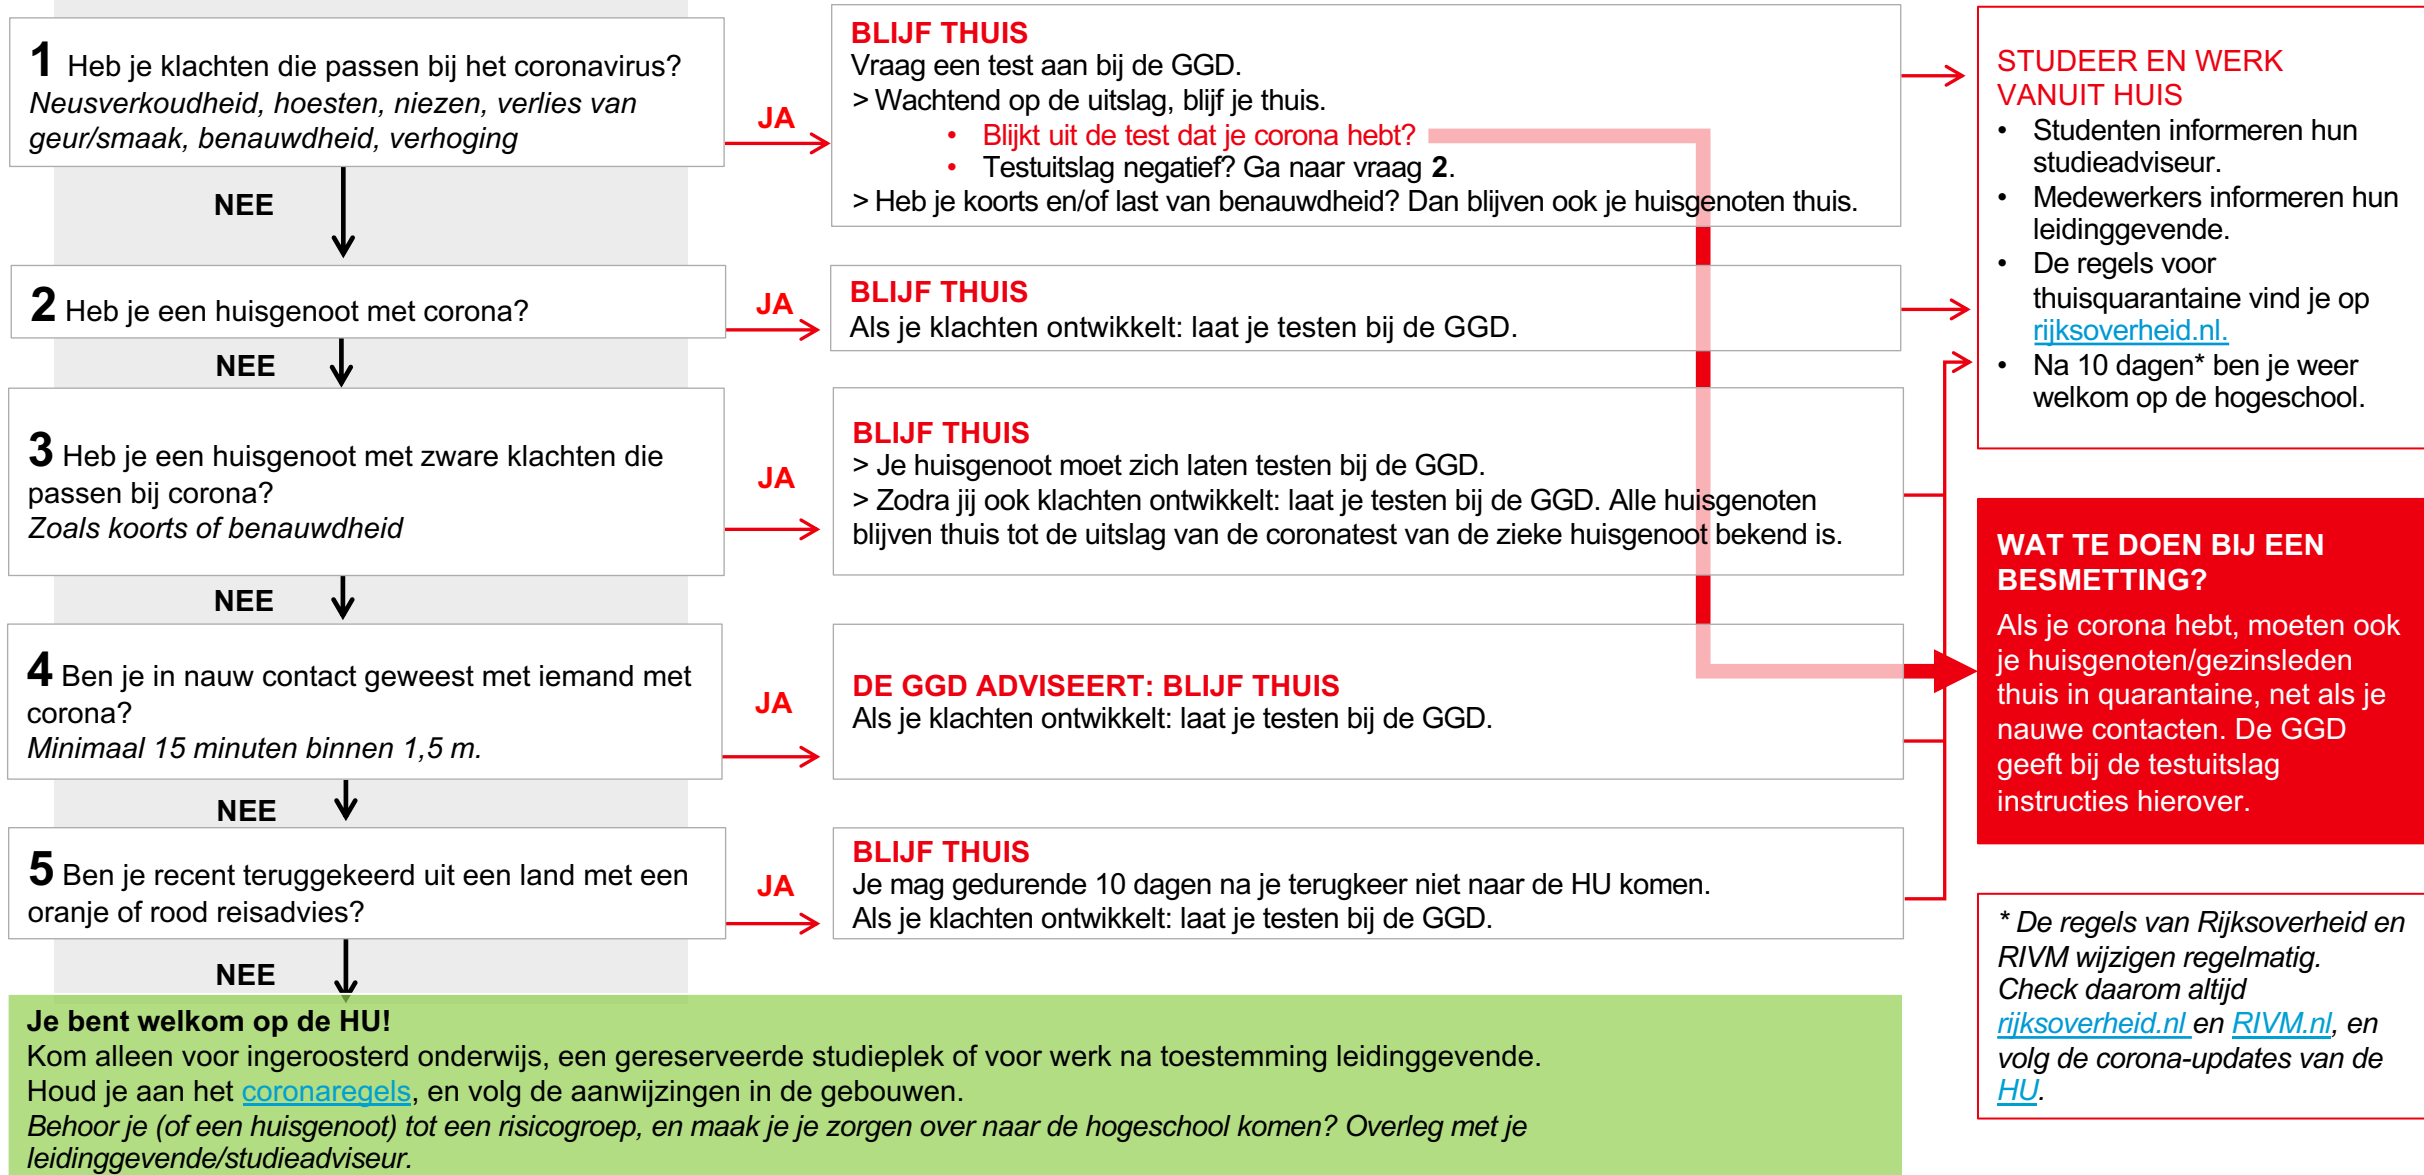 1 Heb je klachten die passen bij het coronavirus?
Neusverkoudheid, hoesten, niezen, verlies van
geur/smaak, benauwdheid, verhoging
JA
BLIJF THUIS
Vraag een test aan bij de GGD.
> Wachtend op de uitslag, blijf je thuis.
• Blijkt uit de test dat je corona hebt?
• Testuitslag negatief? Ga naar vraag 2.
> Heb je koorts en/of last van benauwdheid? Dan blijven ook je huisgenoten thuis.
NEE
2 Heb je een huisgenoot met corona?
JA
BLIJF THUIS
Als je klachten ontwikkelt: laat je testen bij de GGD.
NEE
3 Heb je een huisgenoot met zware klachten die
passen bij corona?
Zoals koorts of benauwdheid
JA
BLIJF THUIS
> Je huisgenoot moet zich laten testen bij de GGD.
> Zodra jij ook klachten ontwikkelt: laat je testen bij de GGD. Alle huisgenoten
blijven thuis tot de uitslag van de coronatest van de zieke huisgenoot bekend is.
NEE
4 Ben je in nauw contact geweest met iemand met
corona?
Minimaal 15 minuten binnen 1,5 m.
JA
DE GGD ADVISEERT: BLIJF THUIS
Als je klachten ontwikkelt: laat je testen bij de GGD.
NEE
5 Ben je recent teruggekeerd uit een land met een
oranje of rood reisadvies?
JA
BLIJF THUIS
Je mag gedurende 10 dagen na je terugkeer niet naar de HU komen.
Als je klachten ontwikkelt: laat je testen bij de GGD.
NEE
Je bent welkom op de HU!
Kom alleen voor ingeroosterd onderwijs, een gereserveerde studieplek of voor werk na toestemming leidinggevende.
Houd je aan het coronaregels, en volg de aanwijzingen in de gebouwen.
Behoor je (of een huisgenoot) tot een risicogroep, en maak je je zorgen over naar de hogeschool komen? Overleg met je
leidinggevende/studieadviseur.
STUDEER EN WERK
VANUIT HUIS
• Studenten informeren hun
studieadviseur.
• Medewerkers informeren hun
leidinggevende.
• De regels voor
thuisquarantaine vind je op
rijksoverheid.nl.
• Na 10 dagen* ben je weer
welkom op de hogeschool.
WAT TE DOEN BIJ EEN
BESMETTING?
Als je corona hebt, moeten ook
je huisgenoten/gezinsleden
thuis in quarantaine, net als je
nauwe contacten. De GGD
geeft bij de testuitslag
instructies hierover.
* De regels van Rijksoverheid en
RIVM wijzigen regelmatig.
Check daarom altijd
rijksoverheid.nl en RIVM.nl, en
volg de corona-updates van de
HU.